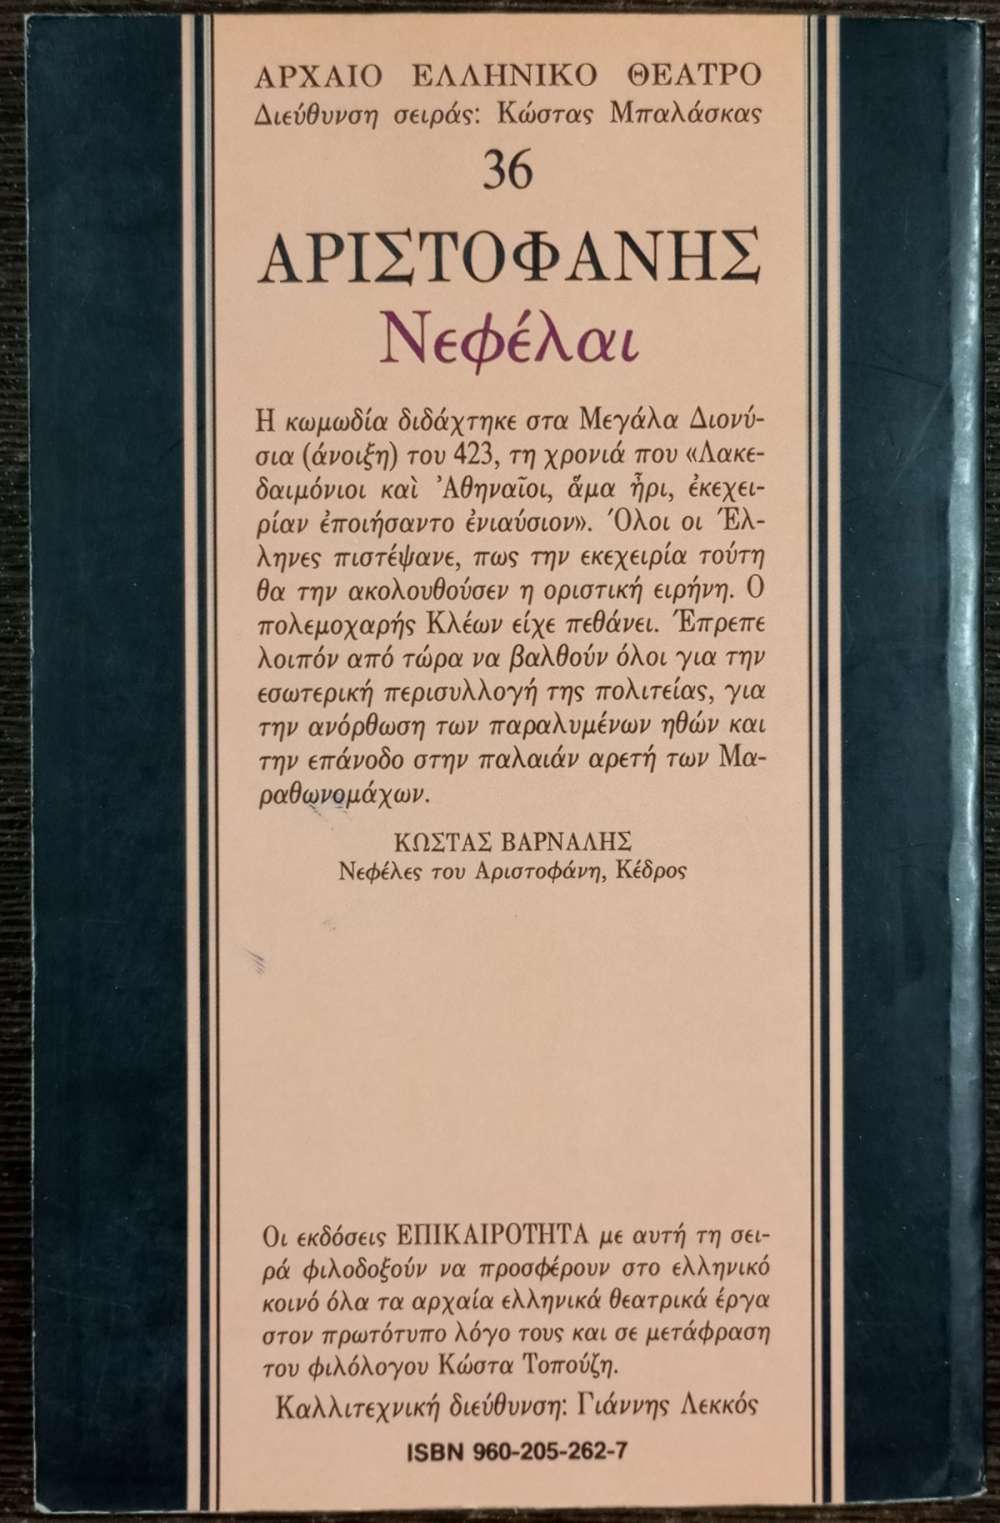 ΑΡΧΑΙΟ ΕΛΛΗΝΙΚΟ ΘΕΑΤΡΟ
Διεύθυνση σειράς: Κώστας Μπαλάσκας
36
ΑΡΙΣΤΟΦΑΝΗΣ
Νεφέλαι
Η κωμωδία διδάχτηκε στα Μεγάλα Διονύ-
σια (άνοιξη) του 423, τη χρονιά που «Λακε-
δαιμόνιοι καὶ Ἀθηναῖοι, ἅμα ἦρι, ἐκεχει-
ρίαν ἐποιήσαντο ἐνιαύσιον». Όλοι οι Έλ-
ληνες πιστέψανε, πως την εκεχειρία τούτη
θα την ακολουθούσεν η οριστική ειρήνη. Ο
πολεμοχαρής Κλέων είχε πεθάνει. Έπρεπε
λοιπόν από τώρα να βαλθούν όλοι για την
εσωτερική περισυλλογή της πολιτείας, για
την ανόρθωση των παραλυμένων ηθών και
την επάνοδο στην παλαιάν αρετή των Μα-
ραθωνομάχων.
ΚΩΣΤΑΣ ΒΑΡΝΑΛΗΣ
Νεφέλες του Αριστοφάνη, Κέδρος
Οι εκδόσεις ΕΠΙΚΑΙΡΟΤΗΤΑ με αυτή τη σει-
ρά φιλοδοξούν να προσφέρουν στο ελληνικό
κοινό όλα τα αρχαία ελληνικά θεατρικά έργα
στον πρωτότυπο λόγο τους και σε μετάφραση
του φιλόλογου Κώστα Τοπούζη.
Καλλιτεχνική διεύθυνση: Γιάννης Λεκκός
ISBN 960-205-262-7